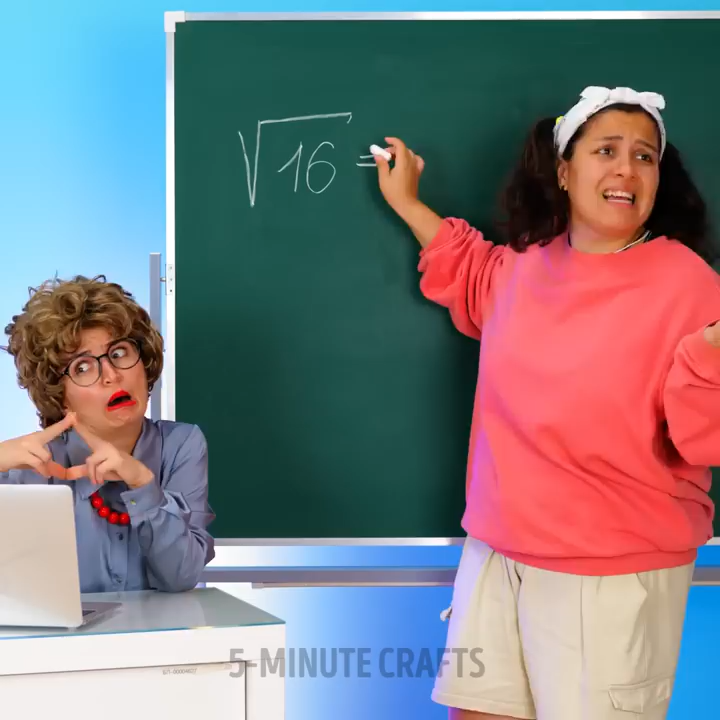 √16 =
5-MINUTE CRAFTS